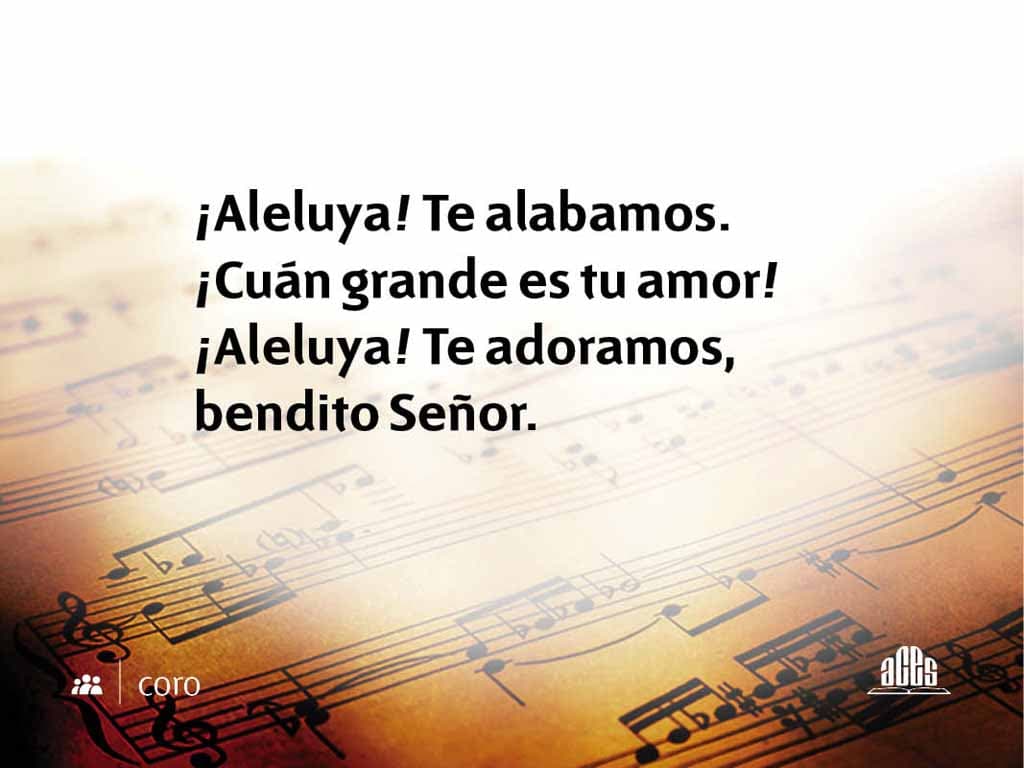 ¡Aleluya! Te alabamos.
¡Cuán grande es tu amor!
¡Aleluya! Te adoramos,
bendito Señor.
coro
aces